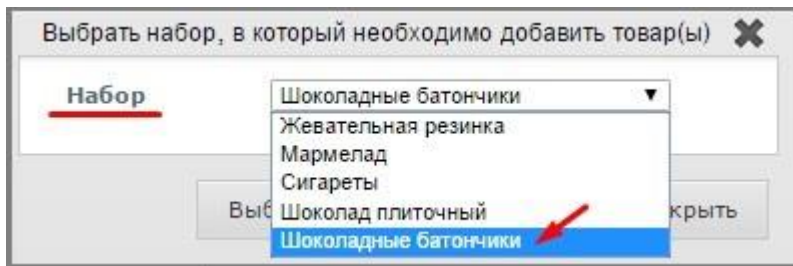 Выбрать набор, в который необходимо добавить товар(ы)
Набор
Шоколадные батончики
Жевательная резинка
Мармелад
Сигареты
Шоколад плиточный
Шоколадные батончики